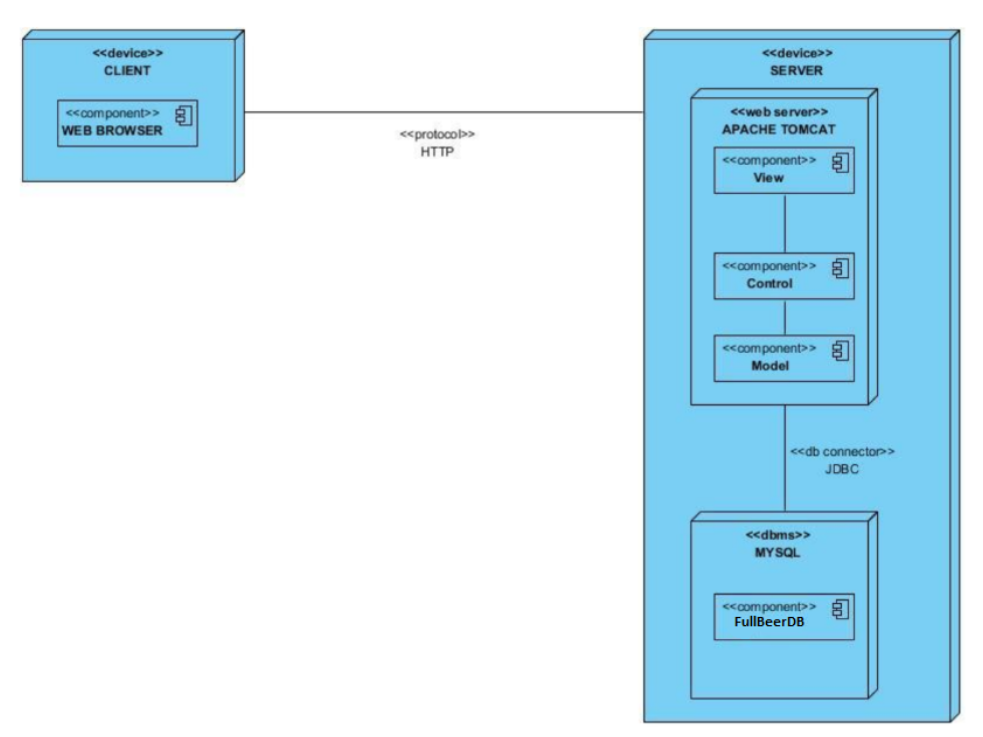 <<device>>
CLIENT
<<component>>
WEB BROWSER
<<protocol>>
HTTP
<<device>>
SERVER
<<web server>>
APACHE TOMCAT
<<component>>
View
<<component>>
Control
<<component>>
Model
<<db connector>>
JDBC
<<dbms>>
MYSQL
<<component>>
FullBeerDB